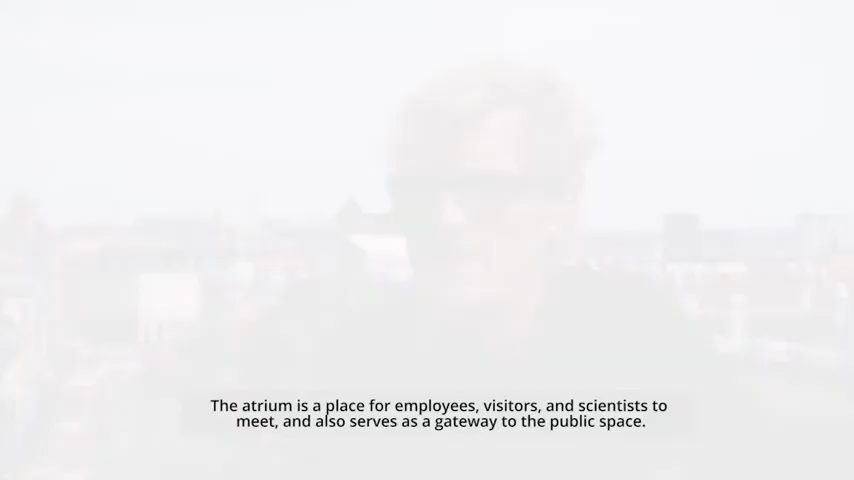 The atrium is a place for employees, visitors, and scientists to
meet, and also serves as a gateway to the public space.